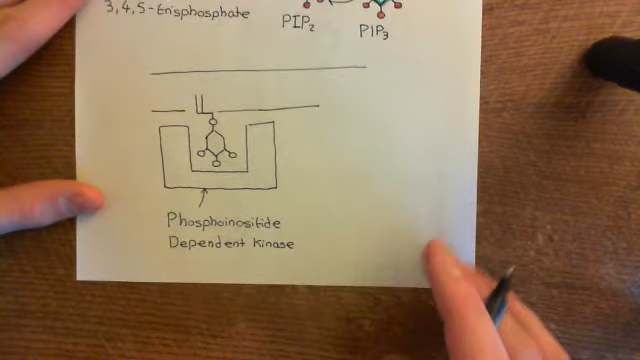 3,4,5-trisphosphate
PIP2
PIP3
Phosphoinositide
Dependent kinase